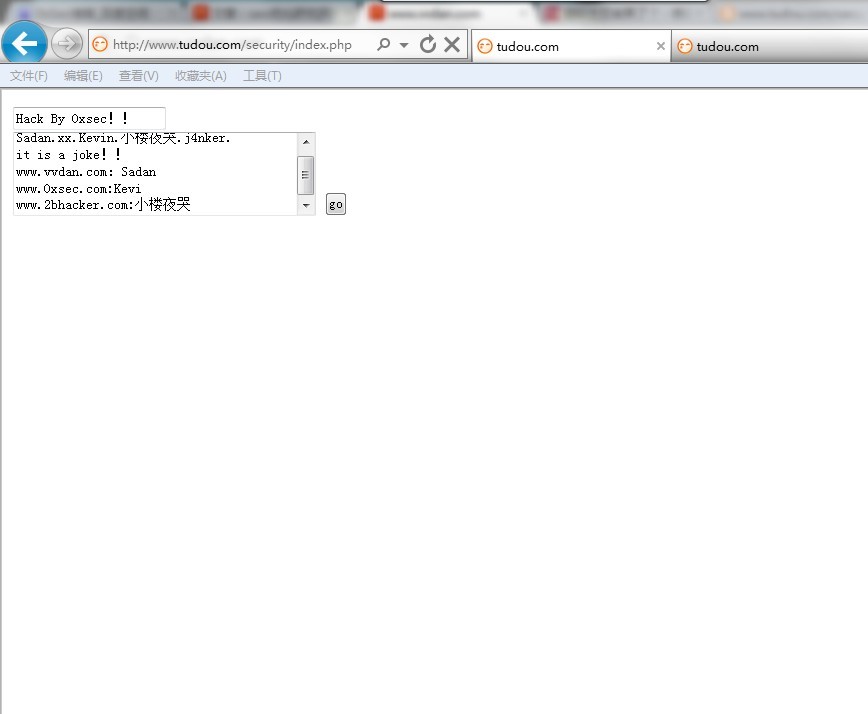 http://www.tudou.com/security/index.php
tudou.com
tudou.com
文件(F) 编辑(E) 查看(V) 收藏夹(A) 工具(T)
Hack By Oxsec！！
Sadan.xx.Kevin.小楼夜哭.j4nker.
it is a joke！！
www.vvdan.com: Sadan
www.Oxsec.com:Kevi
www.2bhacker.com:小楼夜哭
go